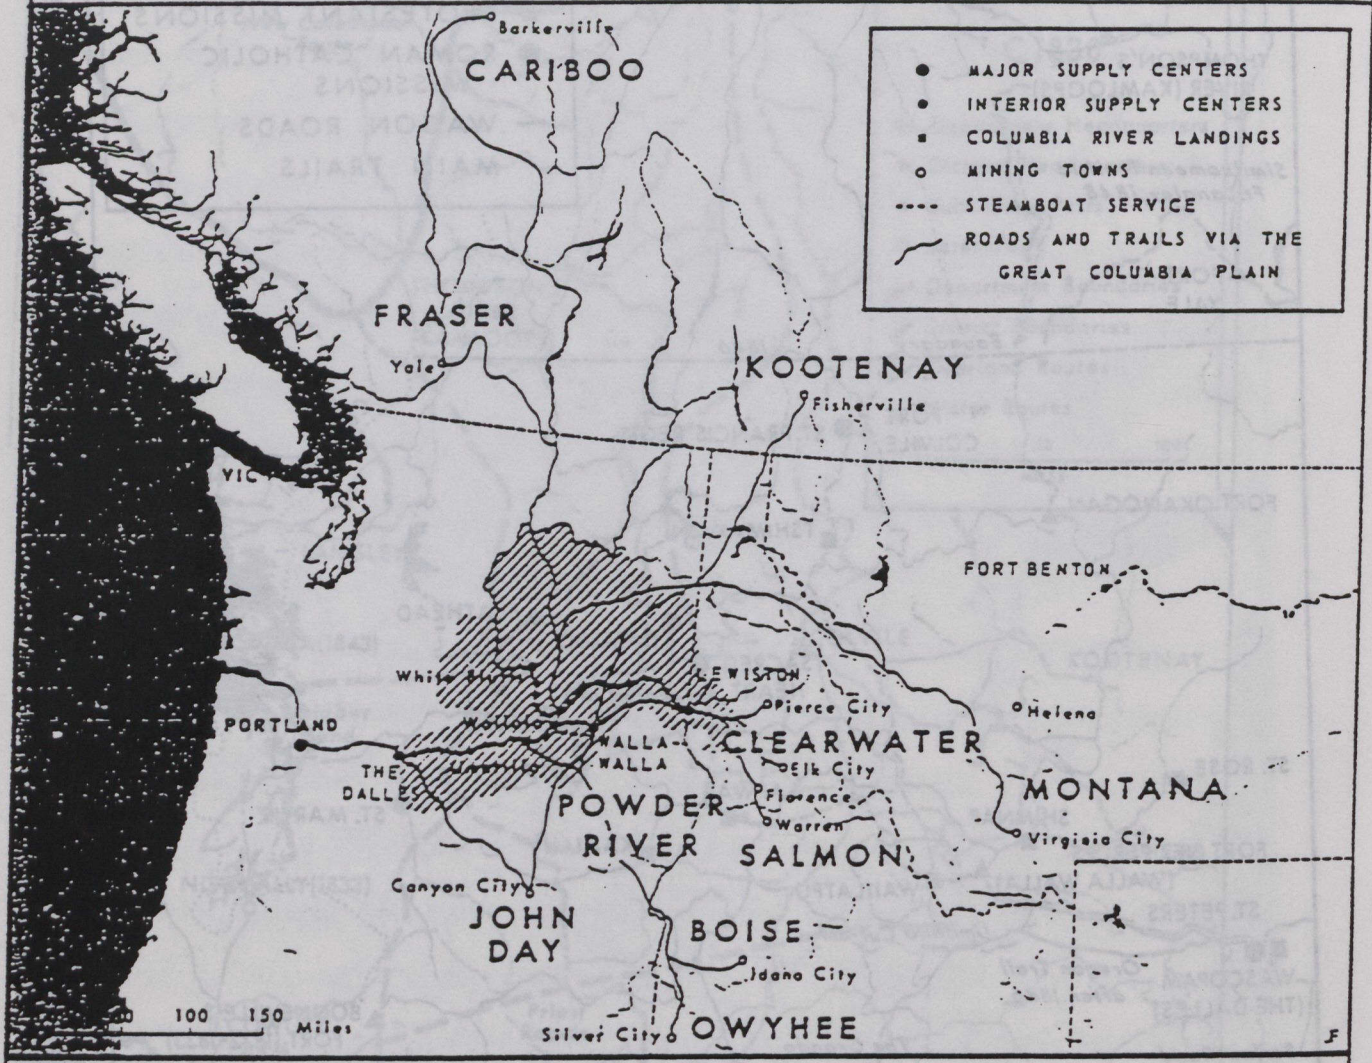 Barkerville
CARIBOO
MAJOR SUPPLY CENTERS
INTERIOR SUPPLY CENTERS
COLUMBIA RIVER LANDINGS
MINING TOWNS
STEAMBOAT SERVICE
ROADS AND TRAILS VIA THE
GREAT COLUMBIA PLAIN
FRASER
Yale
KOOTENAY
Fisherville
VIC
FORT BENTON
White
LEWISTON
Pierce City
Helena
PORTLAND
Wallula
WALLA
WALLA
CLEARWATER
Elk City
THE
DALLES
Florence
MONTANA
POWDER
RIVER
Warren
Virginia City
SALMON
Canyon City
JOHN
DAY
BOISE
Idaho City
100 150
Miles
Silver City
OWYHEE